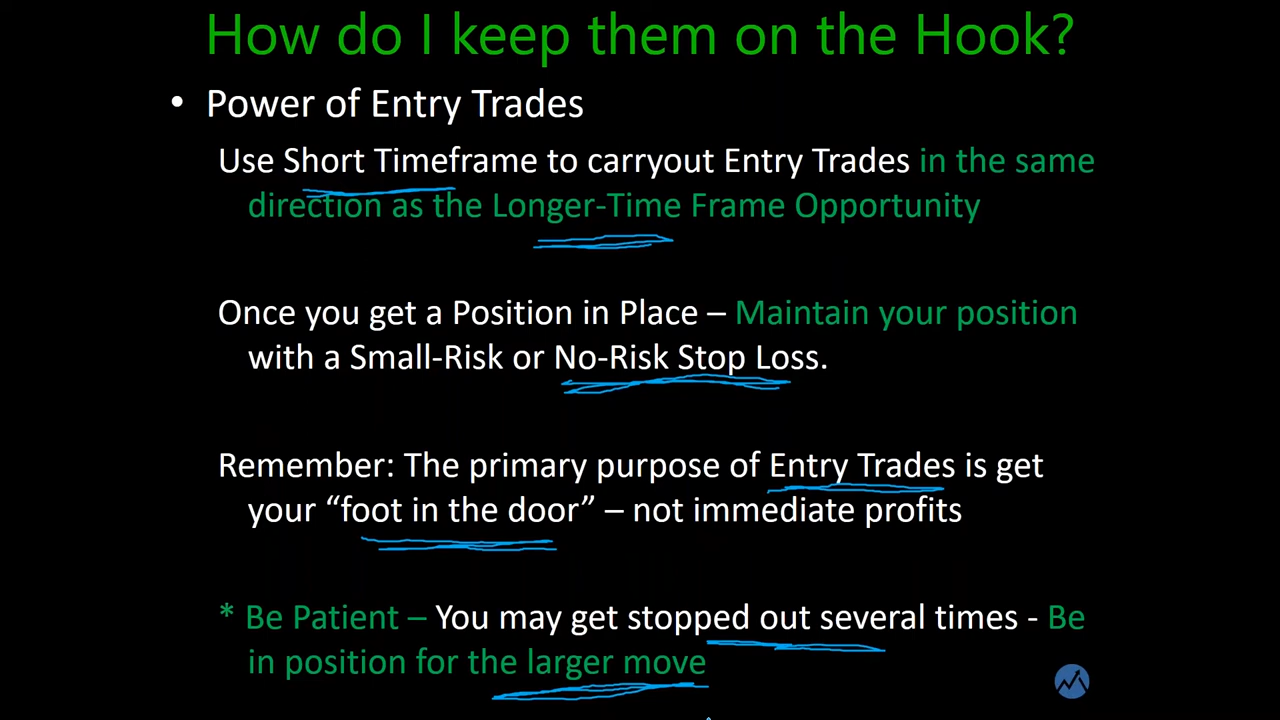 How do I keep them on the Hook?
• Power of Entry Trades
Use Short Timeframe to carryout Entry Trades in the same
direction as the Longer-Time Frame Opportunity
Once you get a Position in Place – Maintain your position
with a Small-Risk or No-Risk Stop Loss.
Remember: The primary purpose of Entry Trades is get
your “foot in the door” – not immediate profits
* Be Patient – You may get stopped out several times - Be
in position for the larger move